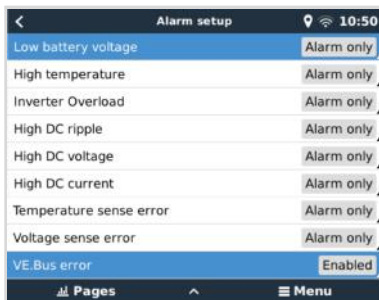 Alarm setup 10:50
Low battery voltage Alarm only
High temperature Alarm only
Inverter Overload Alarm only
High DC ripple Alarm only
High DC voltage Alarm only
High DC current Alarm only
Temperature sense error Alarm only
Voltage sense error Alarm only
VE.Bus error Enabled
Pages Menu